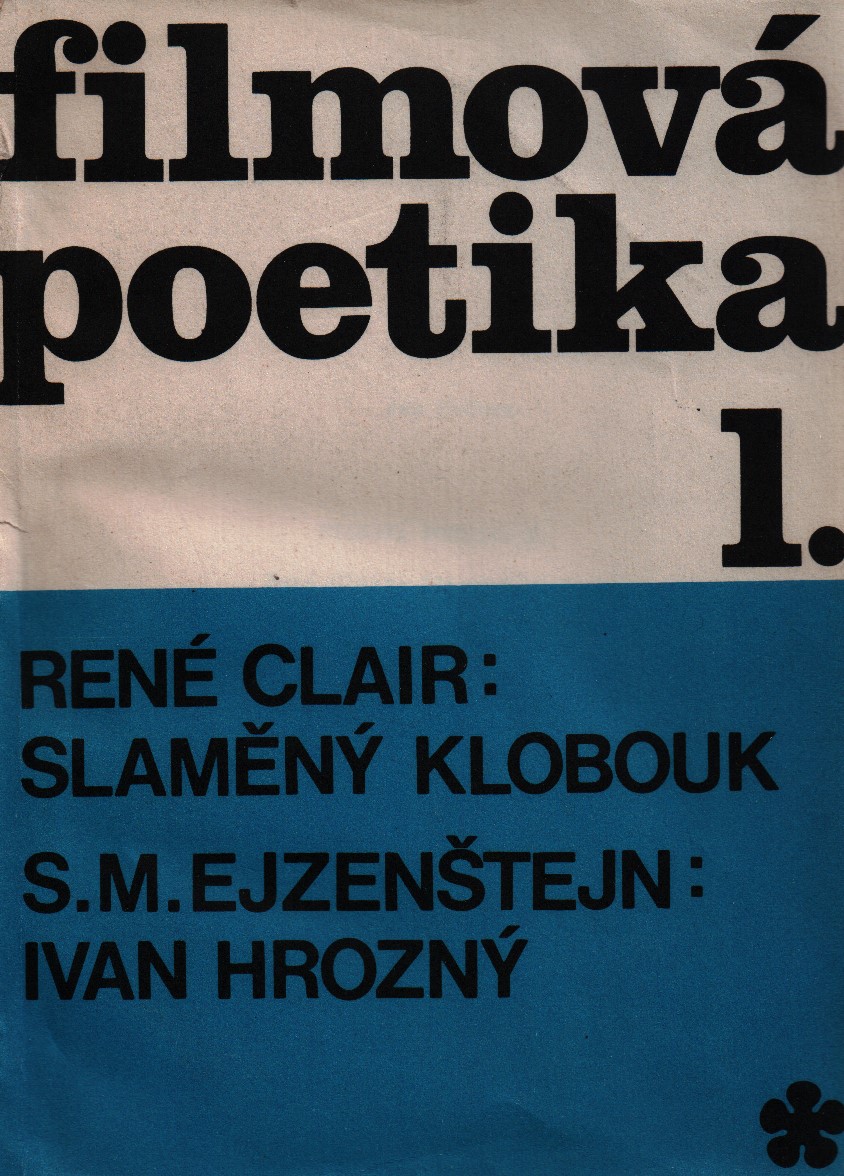 filmová
poetika
1.
RENÉ CLAIR:
SLAMĚNÝ KLOBOUK
S.M.EJZENŠTEJN:
IVAN HROZNÝ